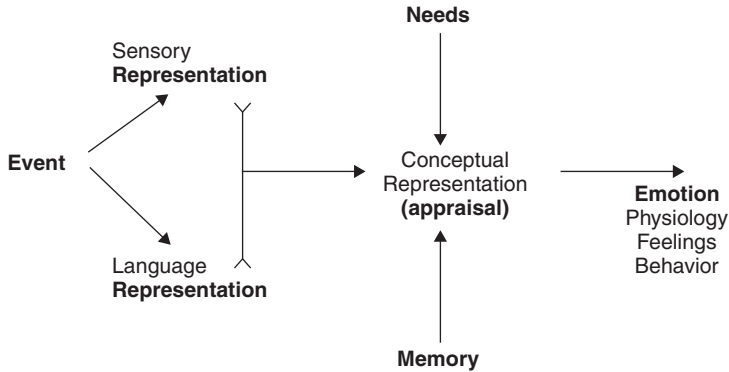 Needs
Sensory
Representation
Event
Conceptual
Representation
(appraisal)
Emotion
Physiology
Feelings
Behavior
Language
Representation
Memory